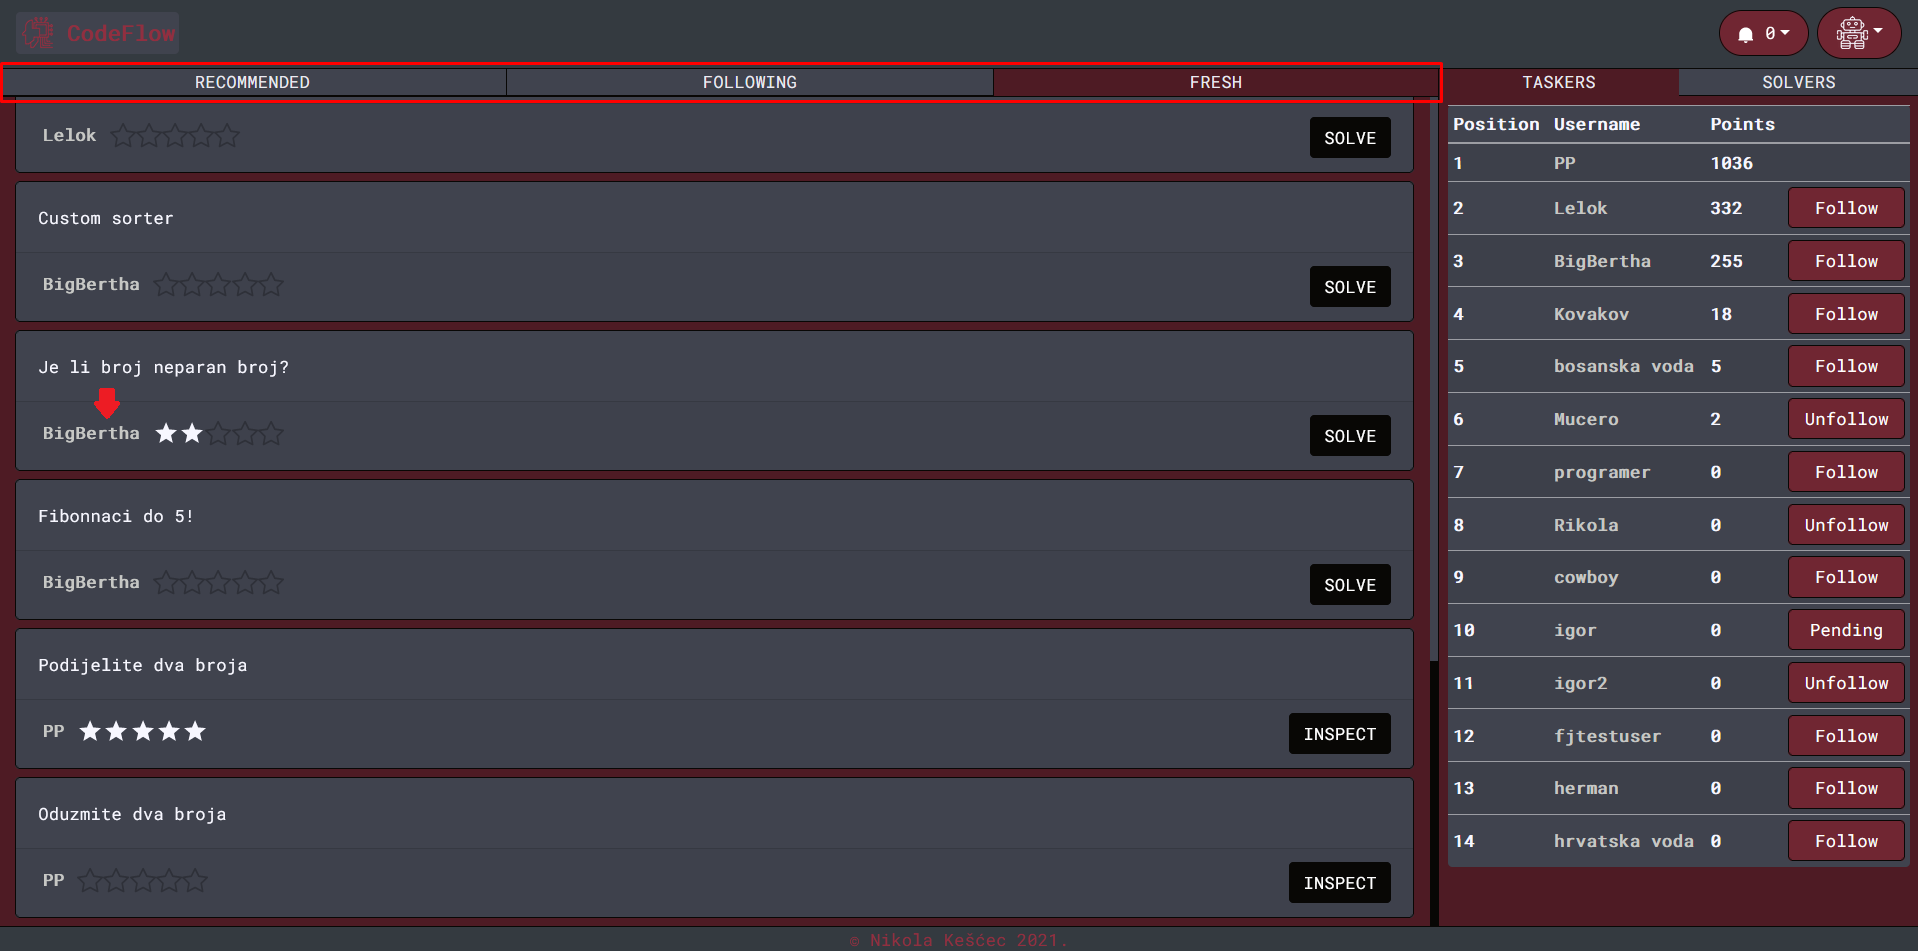 CodeFlow
0
RECOMMENDED FOLLOWING FRESH
Lelok
SOLVE
Custom sorter
BigBertha
SOLVE
Je li broj neparan broj?
BigBertha
SOLVE
Fibonnaci do 5!
BigBertha
SOLVE
Podijelite dva broja
PP
INSPECT
Oduzmite dva broja
PP
INSPECT
TASKERS SOLVERS
Position Username Points
1 PP 1036
2 Lelok 332 Follow
3 BigBertha 255 Follow
4 Kovakov 18 Follow
5 bosanska voda 5 Follow
6 Mucero 2 Unfollow
7 programer 0 Follow
8 Rikola 0 Unfollow
9 cowboy 0 Follow
10 igor 0 Pending
11 igor2 0 Unfollow
12 fjtestuser 0 Follow
13 herman 0 Follow
14 hrvatska voda 0 Follow
© Nikola Kešćec 2021.